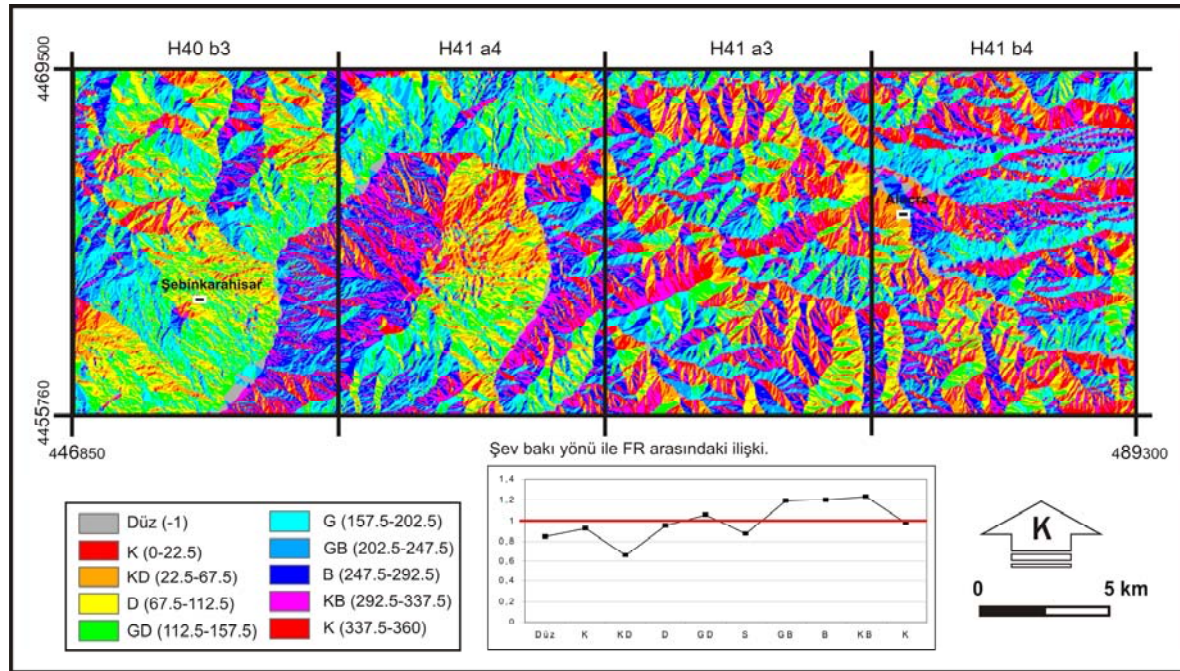 H40 b3
H41 a4
H41 a3
H41 b4
4469500
Şebinkarahisar
Alucra
4455760
446850
489300
Şev bakı yönü ile FR arasındaki ilişki.
Düz (-1)
K (0-22.5)
KD (22.5-67.5)
D (67.5-112.5)
GD (112.5-157.5)
G (157.5-202.5)
GB (202.5-247.5)
B (247.5-292.5)
KB (292.5-337.5)
K (337.5-360)
1,4
1,2
1
0,8
0,6
0,4
0,2
0
Düz K KD D GD S GB B KB K
K
0 5 km